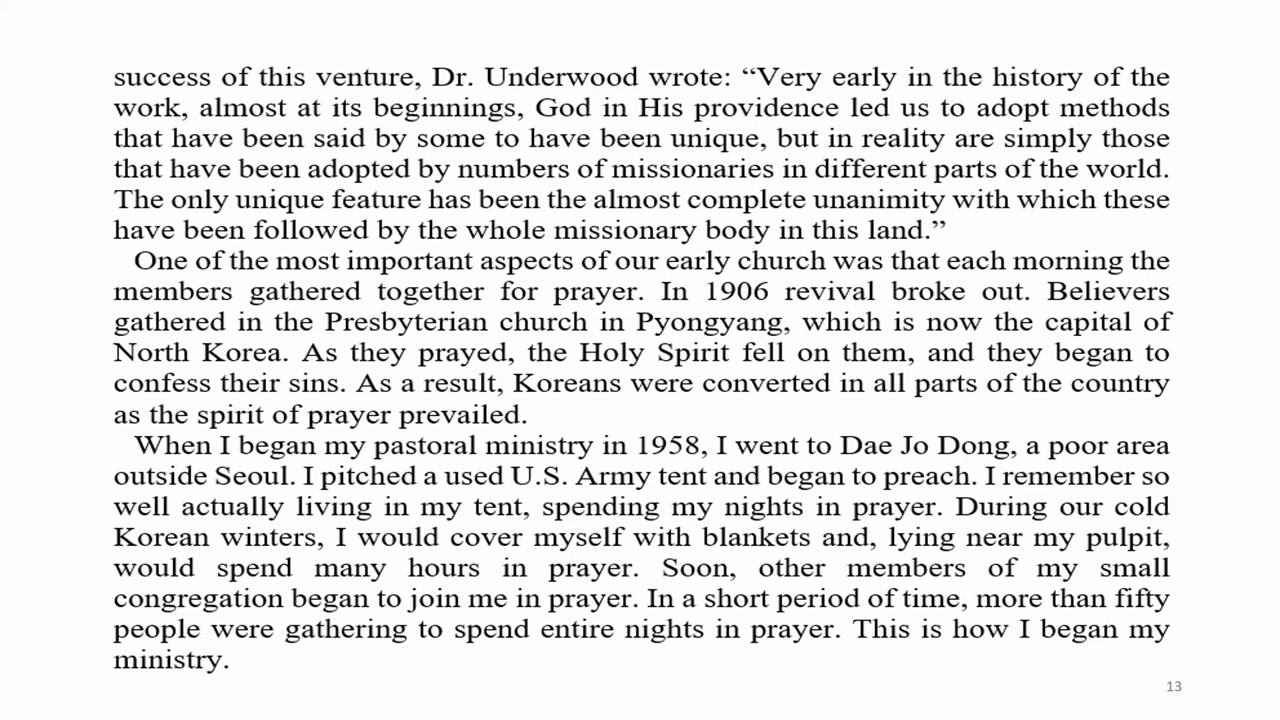 success of this venture, Dr. Underwood wrote: “Very early in the history of the
work, almost at its beginnings, God in His providence led us to adopt methods
that have been said by some to have been unique, but in reality are simply those
that have been adopted by numbers of missionaries in different parts of the world.
The only unique feature has been the almost complete unanimity with which these
have been followed by the whole missionary body in this land.”
One of the most important aspects of our early church was that each morning the
members gathered together for prayer. In 1906 revival broke out. Believers
gathered in the Presbyterian church in Pyongyang, which is now the capital of
North Korea. As they prayed, the Holy Spirit fell on them, and they began to
confess their sins. As a result, Koreans were converted in all parts of the country
as the spirit of prayer prevailed.
When I began my pastoral ministry in 1958, I went to Dae Jo Dong, a poor area
outside Seoul. I pitched a used U.S. Army tent and began to preach. I remember so
well actually living in my tent, spending my nights in prayer. During our cold
Korean winters, I would cover myself with blankets and, lying near my pulpit,
would spend many hours in prayer. Soon, other members of my small
congregation began to join me in prayer. In a short period of time, more than fifty
people were gathering to spend entire nights in prayer. This is how I began my
ministry.
13